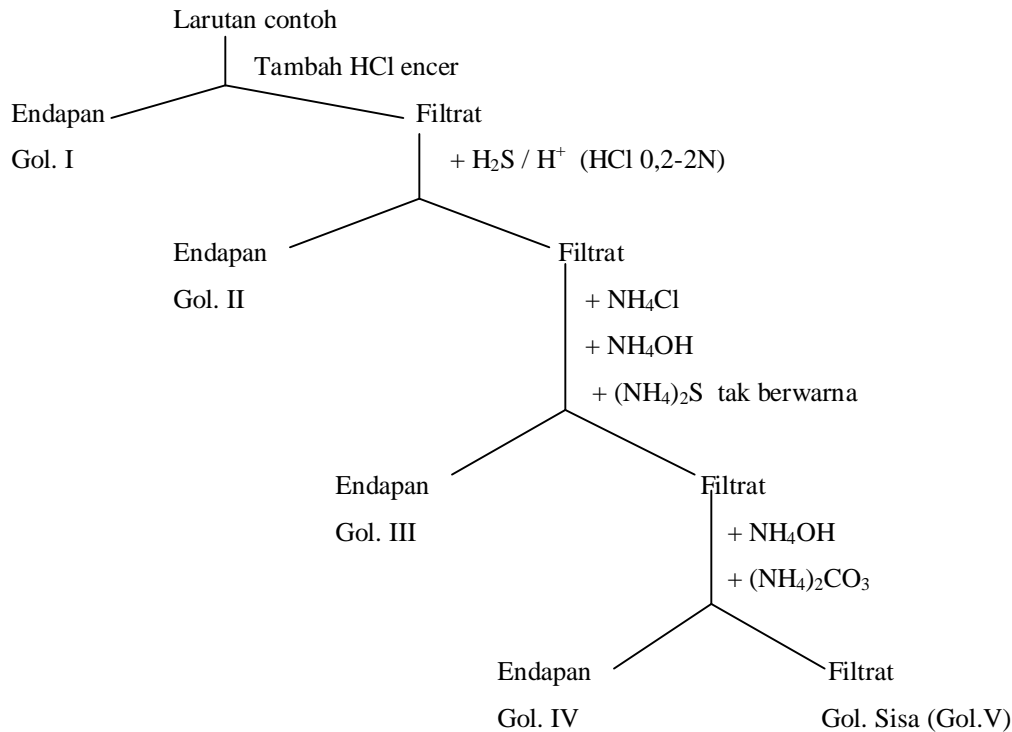 Larutan contoh
Tambah HCl encer
Endapan Filtrat
Gol. I + H₂S / H⁺ (HCl 0,2-2N)
Endapan Filtrat
Gol. II + NH₄Cl
+ NH₄OH
+ (NH₄)₂S tak berwarna
Endapan Filtrat
Gol. III + NH₄OH
+ (NH₄)₂CO₃
Endapan Filtrat
Gol. IV Gol. Sisa (Gol.V)